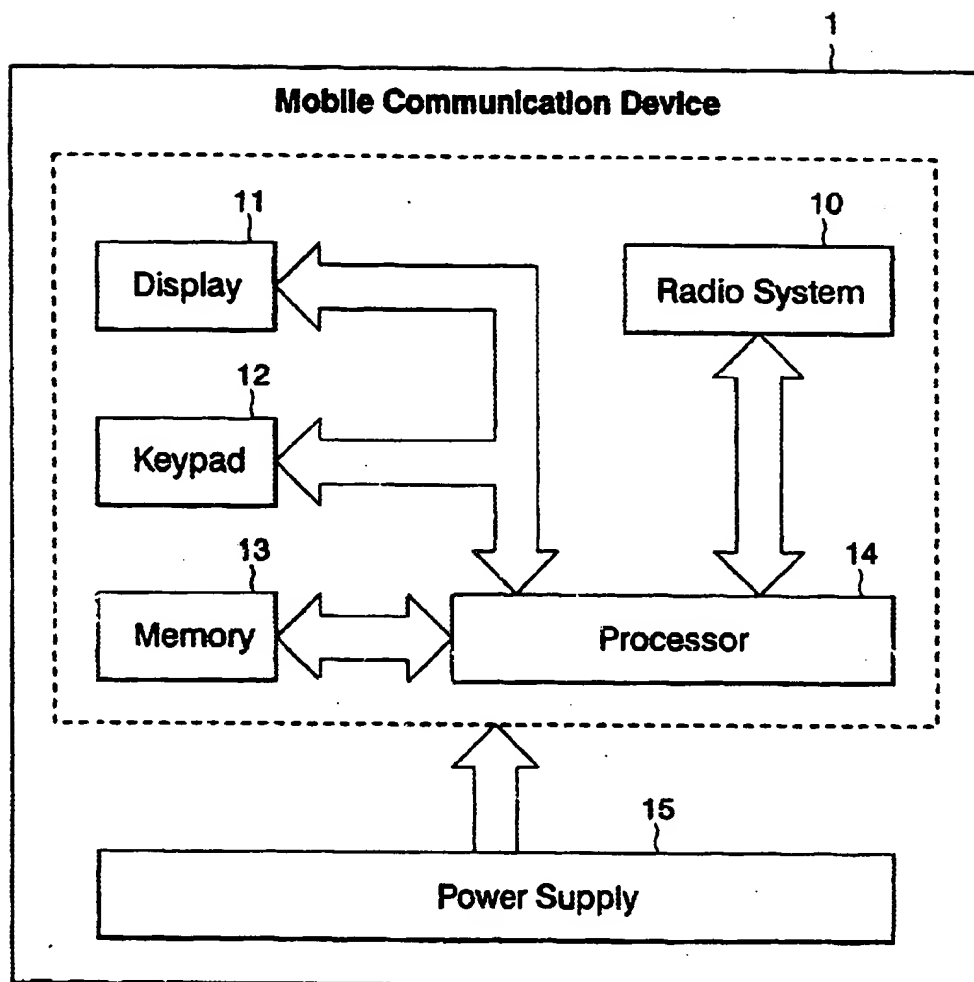 1
Mobile Communication Device
11
10
Display
Radio System
12
Keypad
13
14
Memory
Processor
15
Power Supply